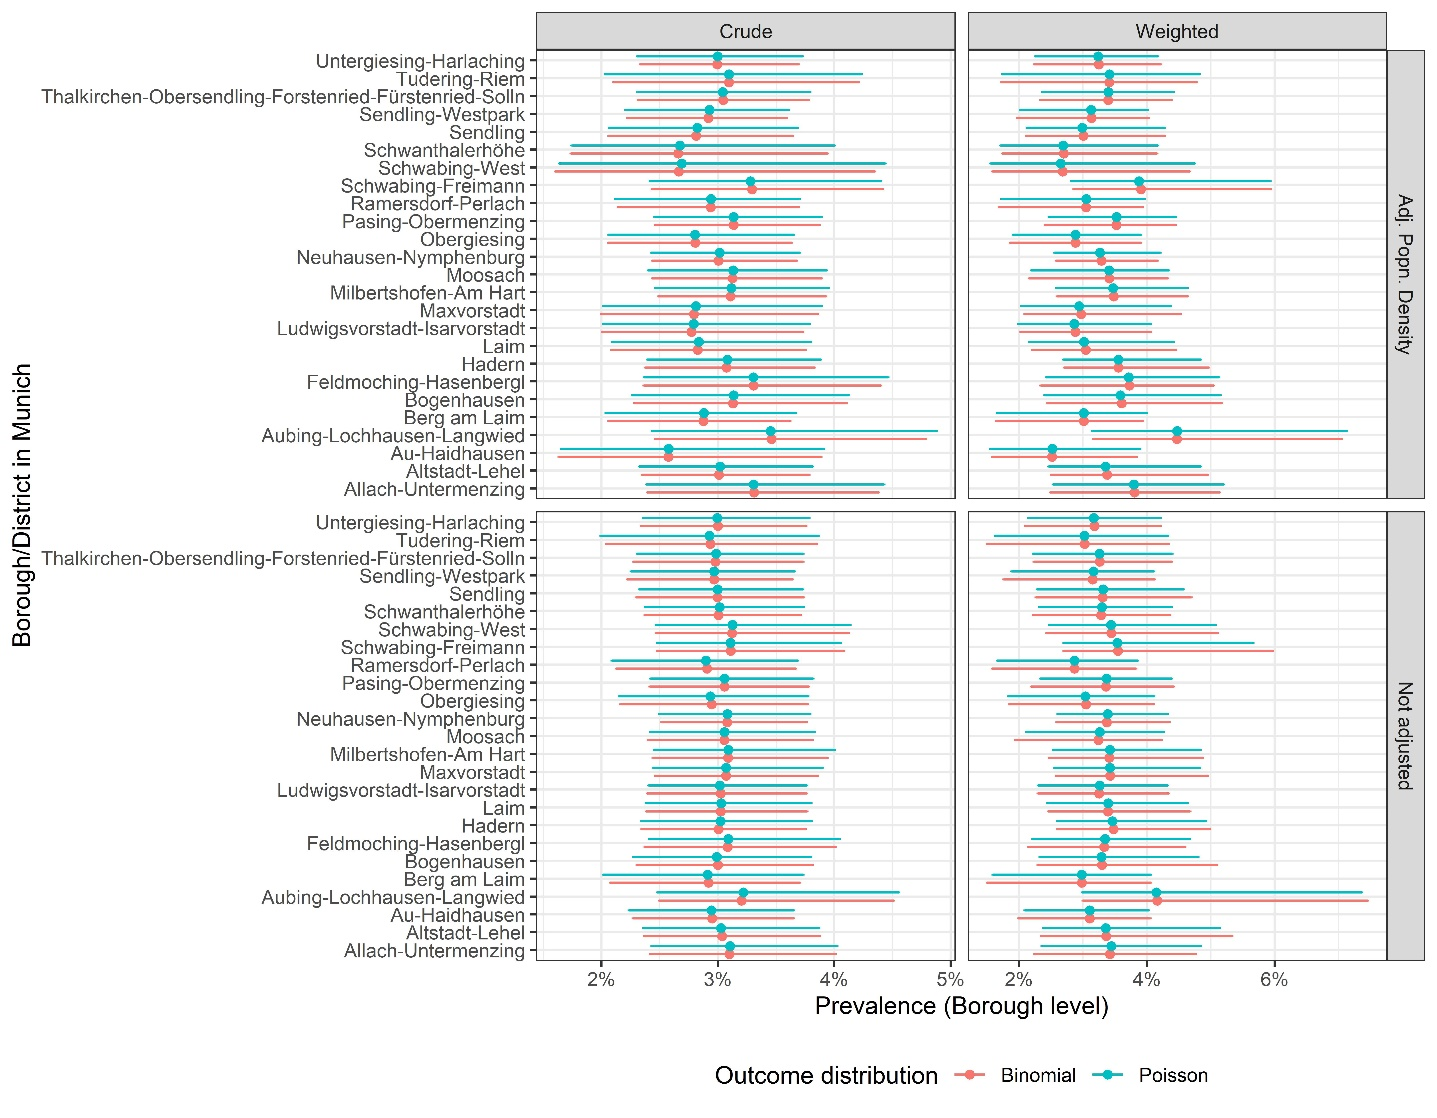 Crude
Weighted
Untergiesing-Harlaching
Tudering-Riem
Thalkirchen-Obersendling-Forstenried-Fürstenried-Solln
Sendling-Westpark
Sendling
Schwanthalerhöhe
Schwabing-West
Schwabing-Freimann
Ramersdorf-Perlach
Pasing-Obermenzing
Obergiesing
Neuhausen-Nymphenburg
Moosach
Milbertshofen-Am Hart
Maxvorstadt
Ludwigsvorstadt-Isarvorstadt
Laim
Hadern
Feldmoching-Hasenbergl
Bogenhausen
Berg am Laim
Aubing-Lochhausen-Langwied
Au-Haidhausen
Altstadt-Lehel
Allach-Untermenzing
Adj. Popn. Density
Untergiesing-Harlaching
Tudering-Riem
Thalkirchen-Obersendling-Forstenried-Fürstenried-Solln
Sendling-Westpark
Sendling
Schwanthalerhöhe
Schwabing-West
Schwabing-Freimann
Ramersdorf-Perlach
Pasing-Obermenzing
Obergiesing
Neuhausen-Nymphenburg
Moosach
Milbertshofen-Am Hart
Maxvorstadt
Ludwigsvorstadt-Isarvorstadt
Laim
Hadern
Feldmoching-Hasenbergl
Bogenhausen
Berg am Laim
Aubing-Lochhausen-Langwied
Au-Haidhausen
Altstadt-Lehel
Allach-Untermenzing
Not adjusted
Borough/District in Munich
2% 3% 4% 5%
2% 4% 6%
Prevalence (Borough level)
Outcome distribution Binomial Poisson